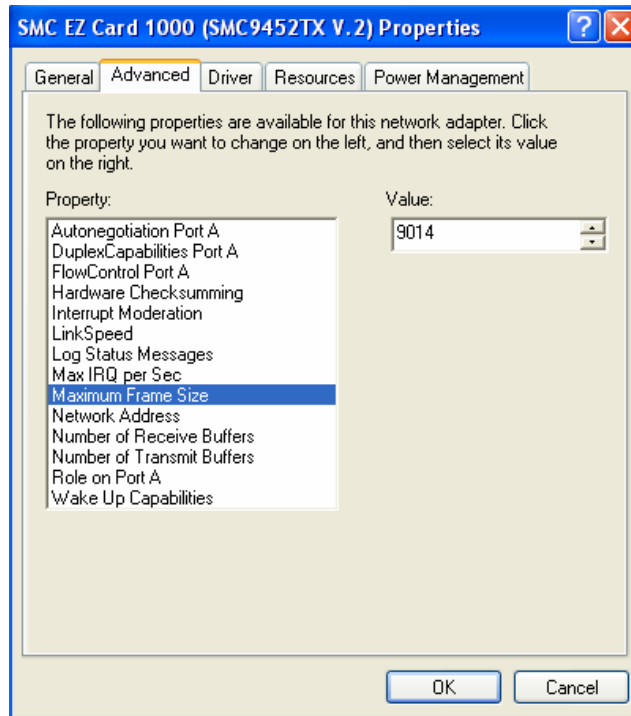 SMC EZ Card 1000 (SMC9452TX V.2) Properties
General Advanced Driver Resources Power Management
The following properties are available for this network adapter. Click
the property you want to change on the left, and then select its value
on the right.
Property:
Value:
Autonegotiation Port A
DuplexCapabilities Port A
FlowControl Port A
Hardware Checksumming
Interrupt Moderation
LinkSpeed
Log Status Messages
Max IRQ per Sec
Maximum Frame Size
Network Address
Number of Receive Buffers
Number of Transmit Buffers
Role on Port A
Wake Up Capabilities
9014
OK
Cancel